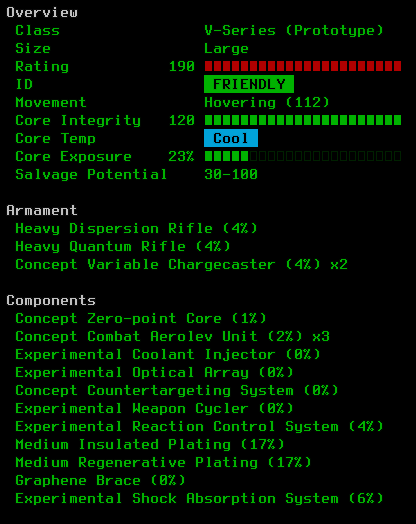 Overview
Class V-Series (Prototype)
Size Large
Rating 190
ID FRIENDLY
Movement Hovering (112)
Core Integrity 120
Core Temp Cool
Core Exposure 23%
Salvage Potential 30-100
Armament
Heavy Dispersion Rifle (4%)
Heavy Quantum Rifle (4%)
Concept Variable Chargecaster (4%) x2
Components
Concept Zero-point Core (1%)
Concept Combat Aerolev Unit (2%) x3
Experimental Coolant Injector (0%)
Experimental Optical Array (0%)
Concept Countertargeting System (0%)
Experimental Weapon Cycler (0%)
Experimental Reaction Control System (4%)
Medium Insulated Plating (17%)
Medium Regenerative Plating (17%)
Graphene Brace (0%)
Experimental Shock Absorption System (6%)